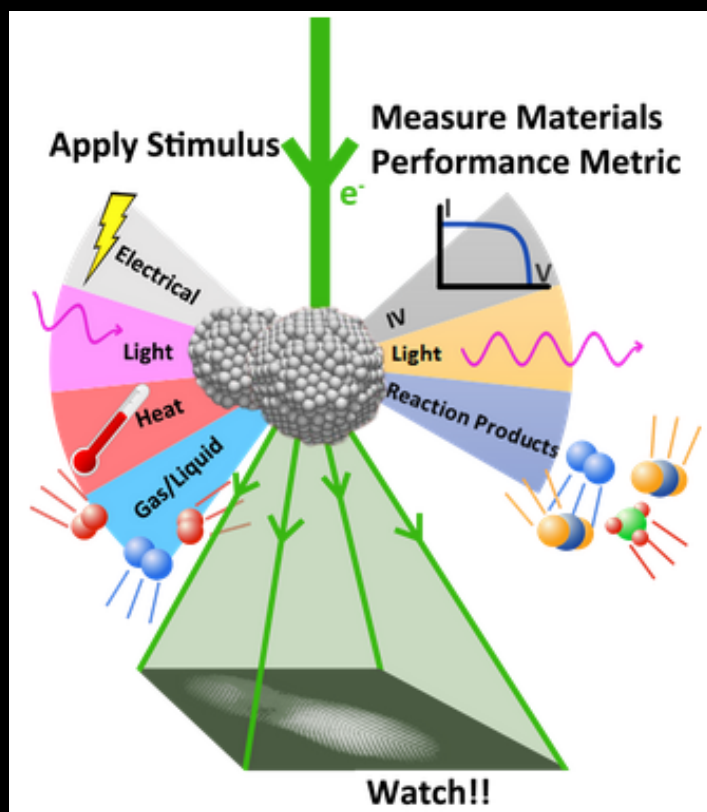 Apply Stimulus
Measure Materials
Performance Metric
e-
Electrical
Light
Heat
Gas/Liquid
I
V
IV
Light
Reaction Products
Watch!!